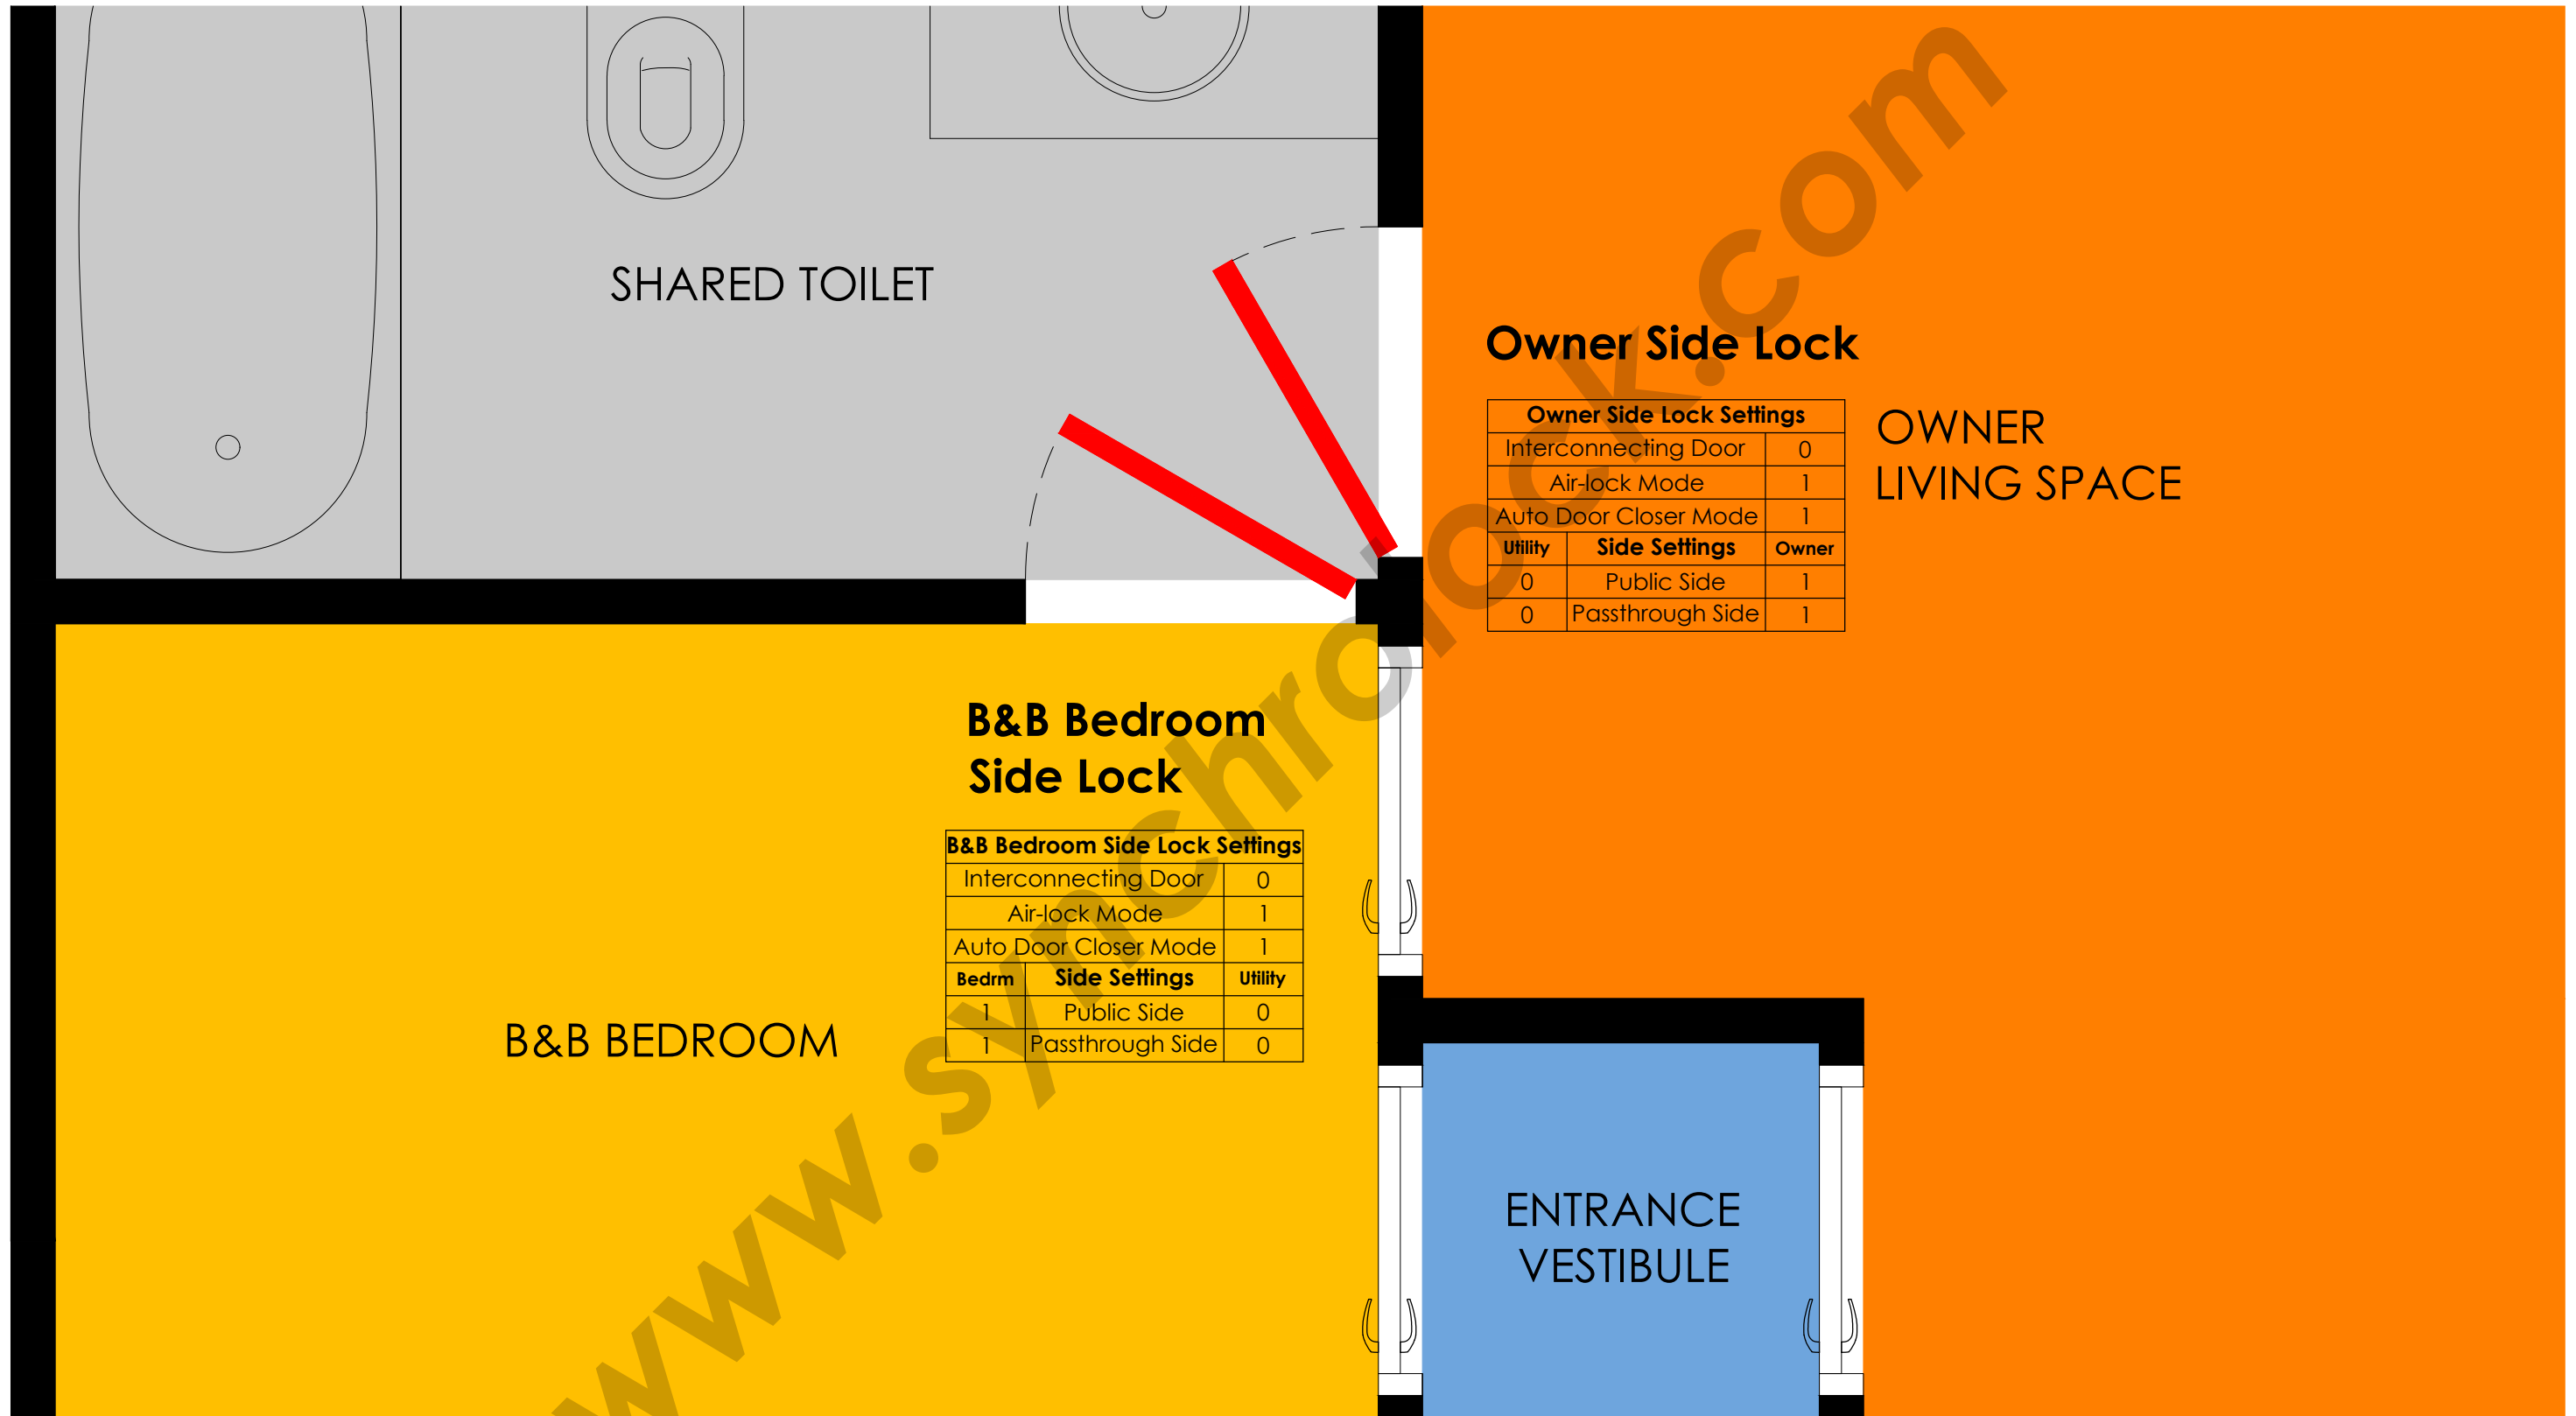 SHARED TOILET
Owner Side Lock
Owner Side Lock Settings
Interconnecting Door 0
Air-lock Mode 1
Auto Door Closer Mode 1
Utility Side Settings Owner
0 Public Side 1
0 Passthrough Side 1
OWNER
LIVING SPACE
B&B Bedroom
Side Lock
B&B Bedroom Side Lock Settings
Interconnecting Door 0
Air-lock Mode 1
Auto Door Closer Mode 1
Bedrm Side Settings Utility
1 Public Side 0
1 Passthrough Side 0
B&B BEDROOM
ENTRANCE
VESTIBULE
www.synchrolock.com